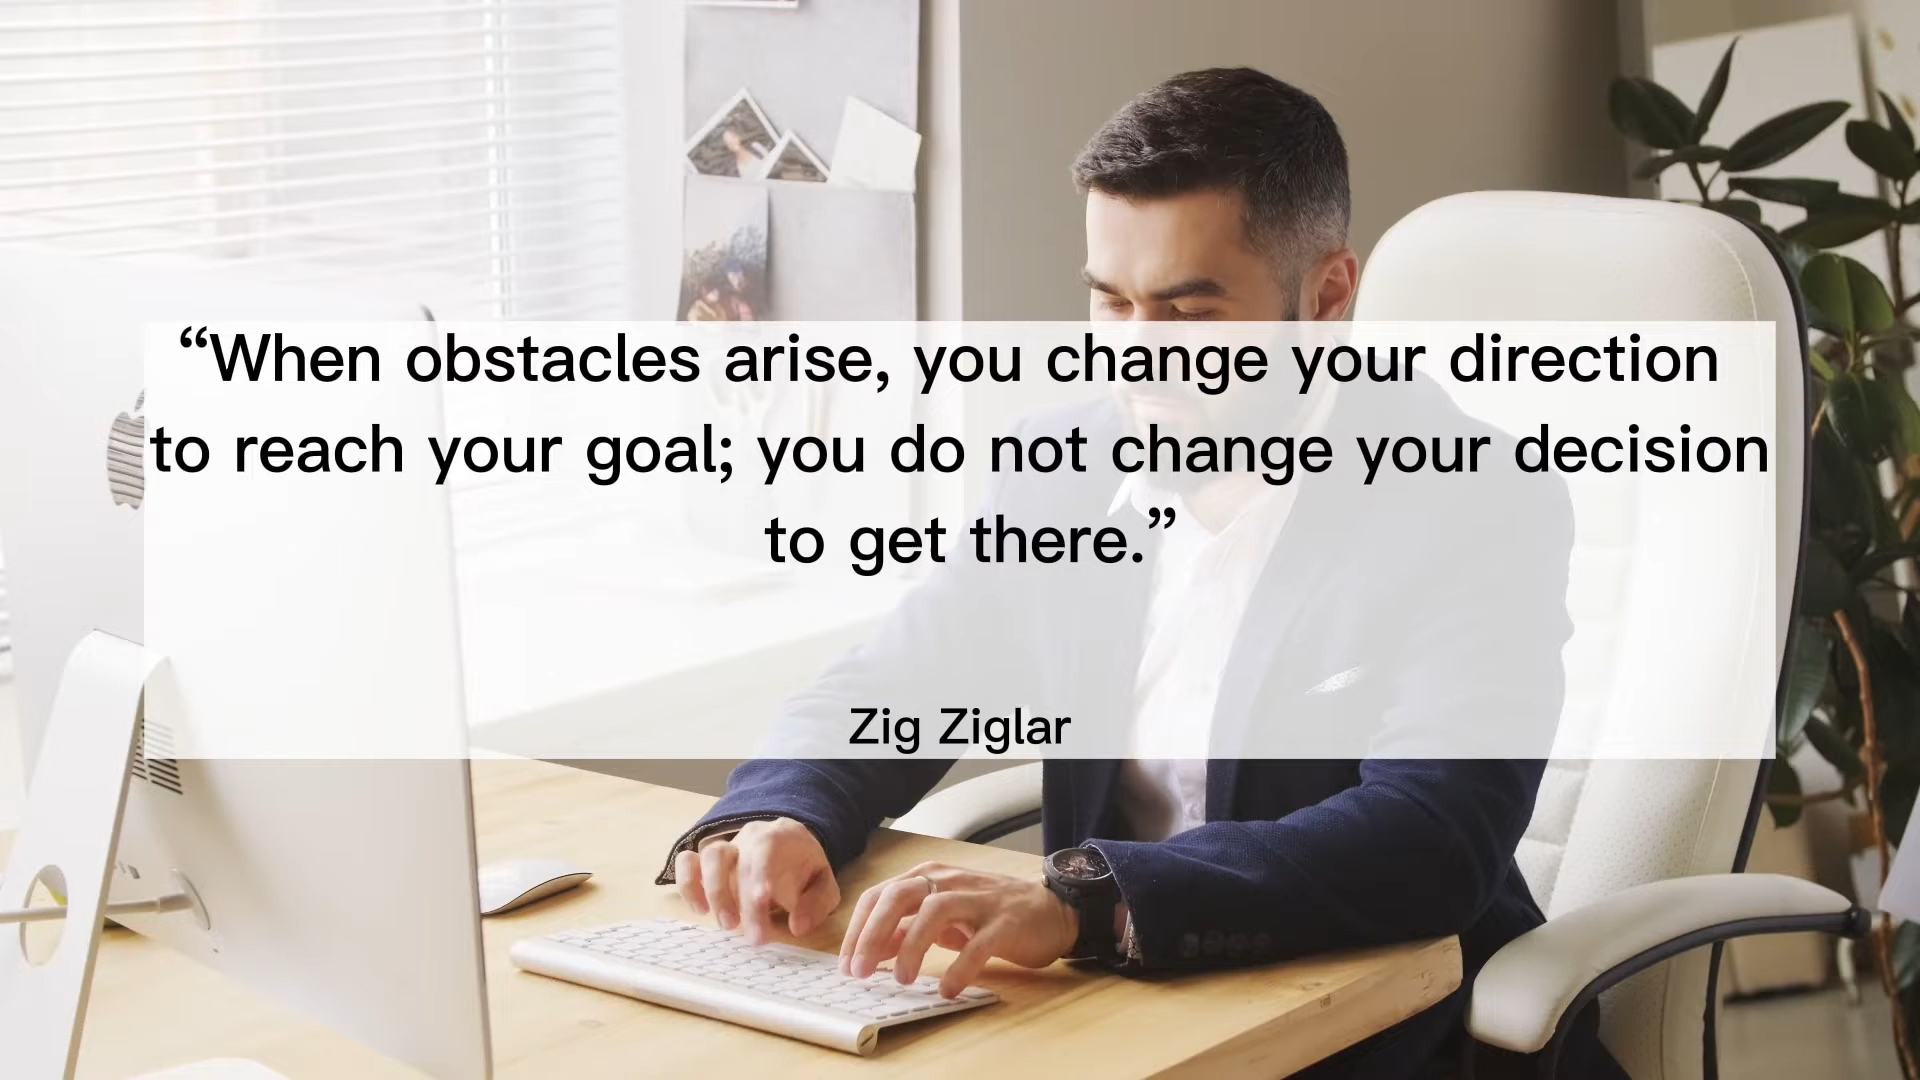 “When obstacles arise, you change your direction
to reach your goal; you do not change your decision
to get there.”
Zig Ziglar